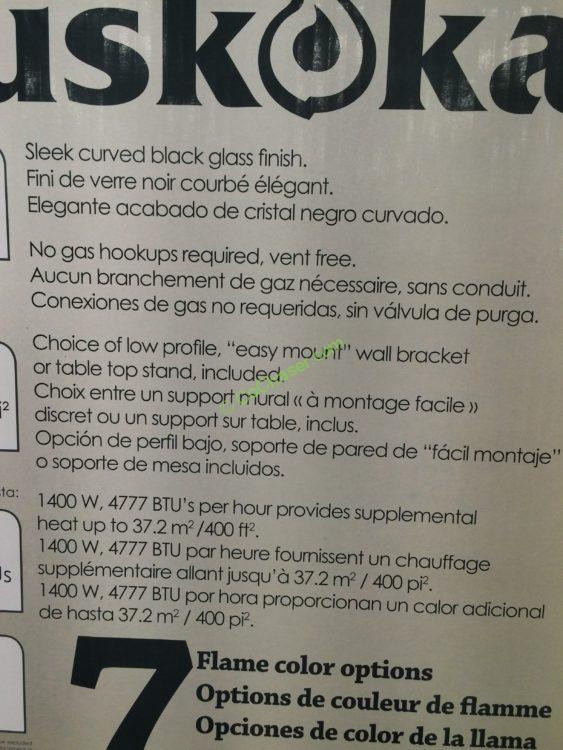 uskoka
Sleek curved black glass finish.
Fini de verre noir courbé élégant.
Elegante acabado de cristal negro curvado.
No gas hookups required, vent free.
Aucun branchement de gaz nécessaire, sans conduit.
Conexiones de gas no requeridas, sin válvula de purga.
Choice of low profile, “easy mount” wall bracket
or table top stand, included.
Choix entre un support mural « à montage facile »
discret ou un support sur table, inclus.
Opción de perfil bajo, soporte de pared de “fácil montaje”
o soporte de mesa incluidos.
sta:
1400 W, 4777 BTU’s per hour provides supplemental
heat up to 37.2 m² /400 ft².
1400 W, 4777 BTU par heure fournissent un chauffage
supplémentaire allant jusqu’à 37.2 m² / 400 pi².
1400 W, 4777 BTU por hora proporcionan un calor adicional
de hasta 37.2 m² / 400 pi².
7
Flame color options
Options de couleur de flamme
Opciones de color de la llama